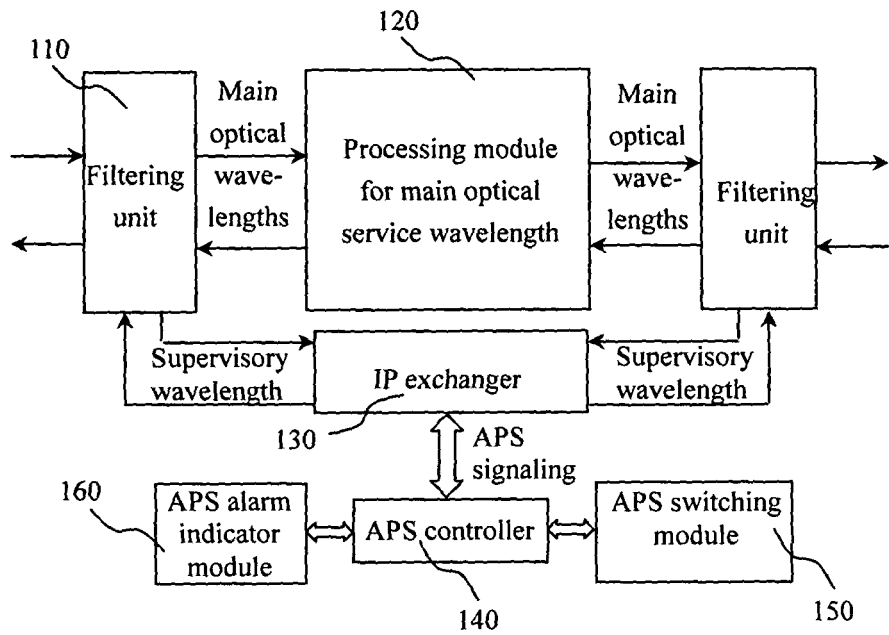 110
120
Main
optical
wave-
lengths
Processing module
for main optical
service wavelength
Main
optical
wave-
lengths
Filtering
unit
Filtering
unit
Supervisory
wavelength
IP exchanger
Supervisory
wavelength
130
APS
signaling
160
APS alarm
indicator
module
APS controller
APS switching
module
140
150